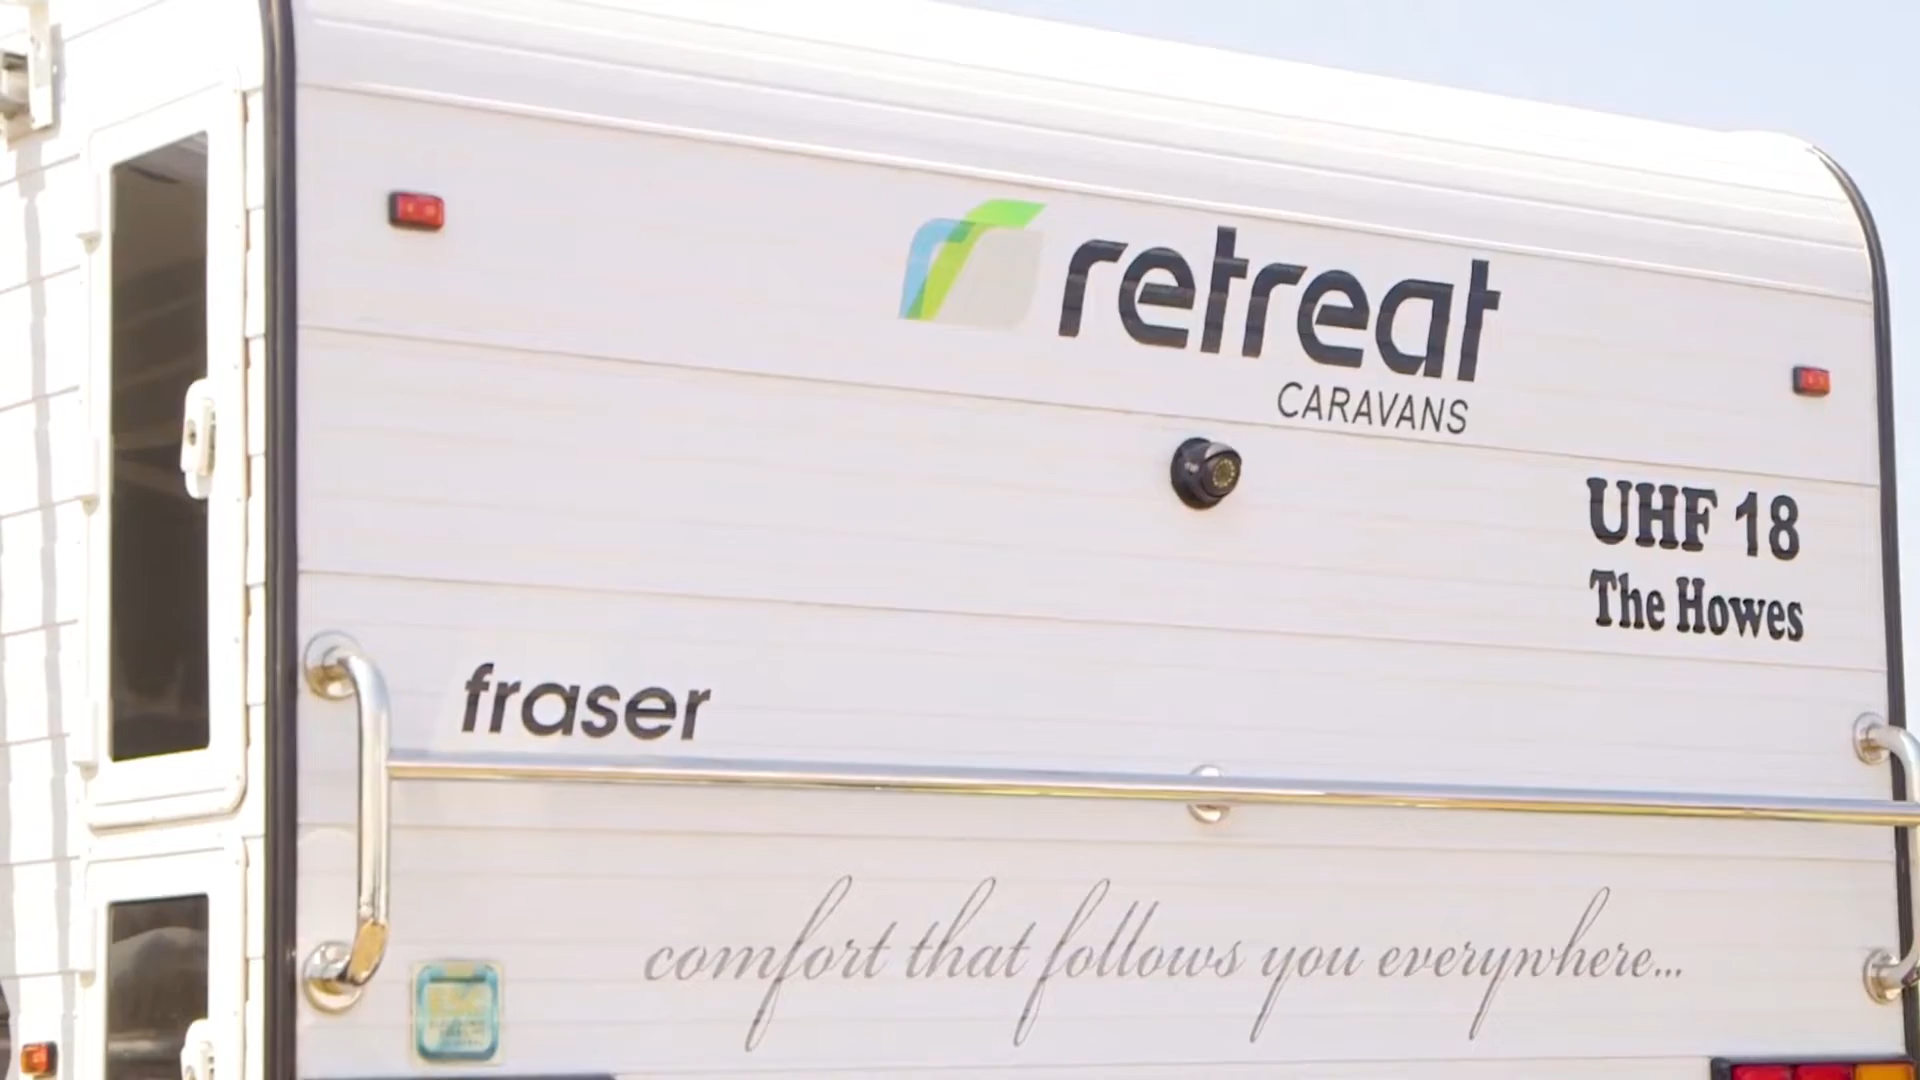 retreat
CARAVANS
UHF 18
The Howes
fraser
comfort that follows you everywhere...